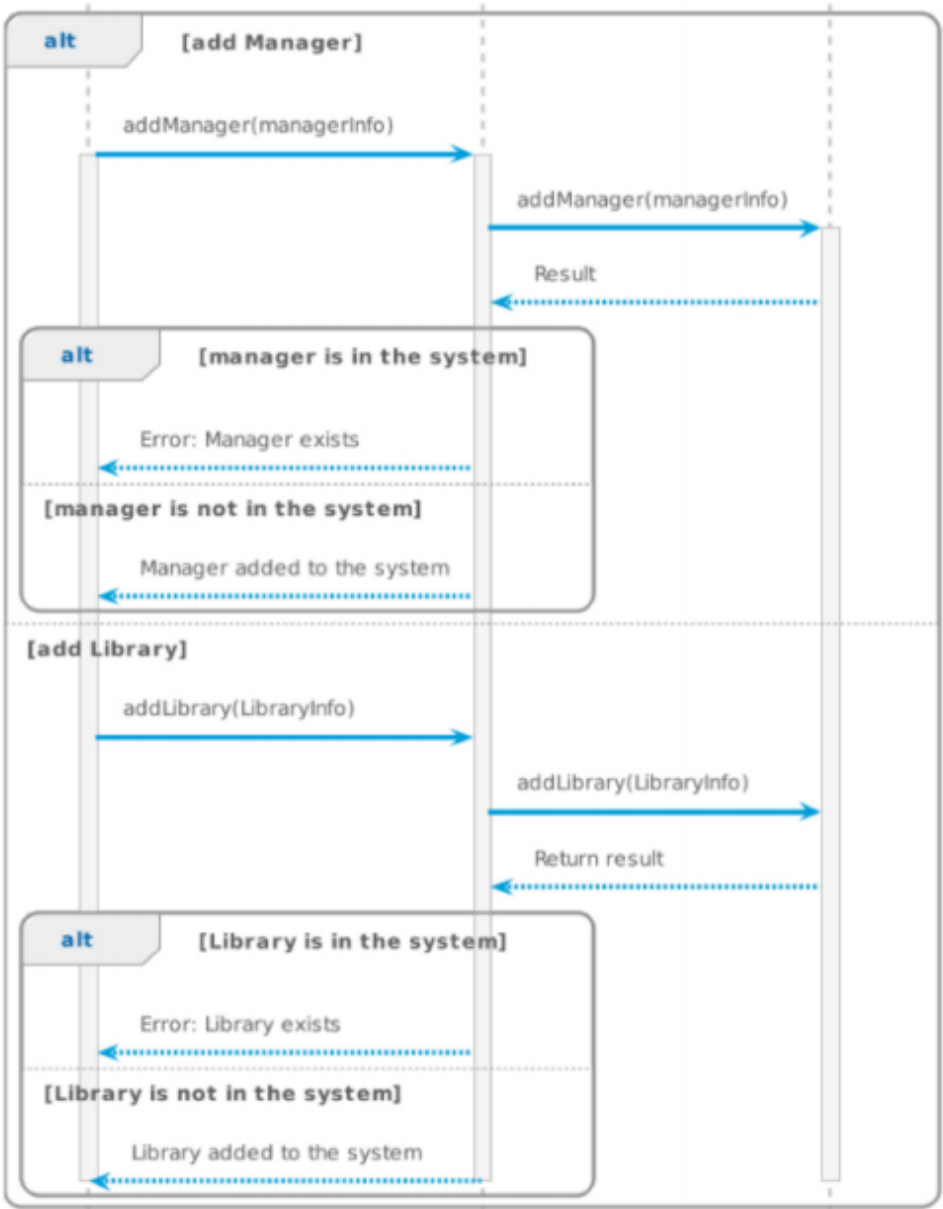 alt [add Manager]
addManager(managerInfo)
addManager(managerInfo)
Result
alt [manager is in the system]
Error: Manager exists
[manager is not in the system]
Manager added to the system
[add Library]
addLibrary(LibraryInfo)
addLibrary(LibraryInfo)
Return result
alt [Library is in the system]
Error: Library exists
[Library is not in the system]
Library added to the system